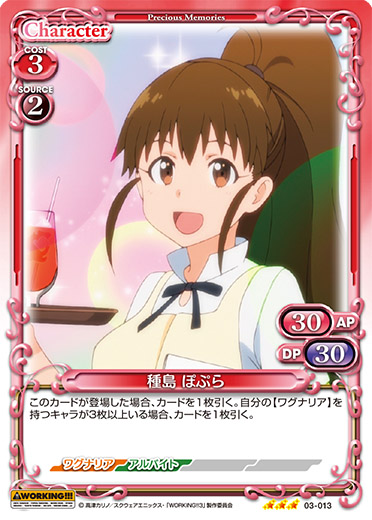 Precious Memories
Character
COST
3
SOURCE
2
30 AP
DP 30
種島 ぽぷら
このカードが登場した場合、カードを1枚引く。自分の【ワグナリア】を
持つキャラが3枚以上いる場合、カードを1枚引く。
ワグナリア アルバイト
WORKING!!!
© 高津カリノ／スクウェアエニックス・「WORKING!!3」製作委員会
03-013